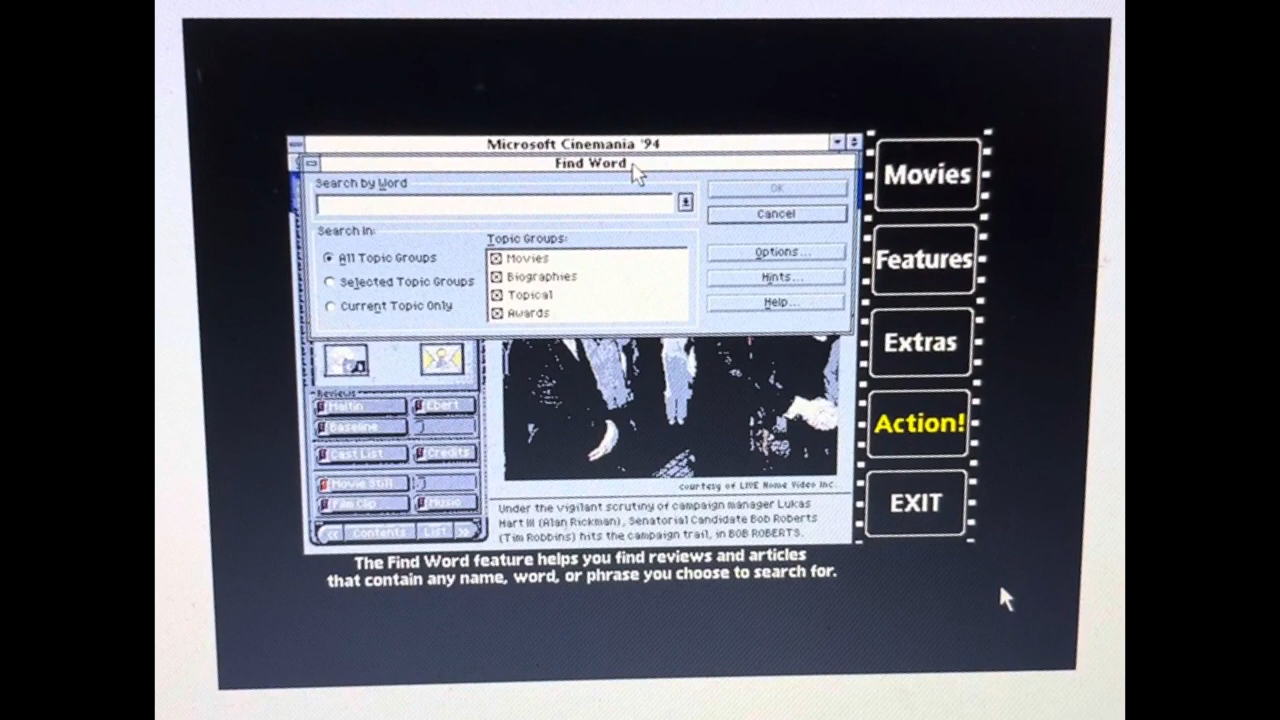 Microsoft Cinemania '94
Find Word
Search by Word
OK
Cancel
Search In:
All Topic Groups
Selected Topic Groups
Current Topic Only
Topic Groups:
Movies
Biographies
Topical
Awards
Options...
Hints...
Help...
Reviews
Maltin
Ebert
Baseline
Cast List
Credits
Movie Still
Film Clip
Music
<< Contents List >>
courtesy of LIVE Home Video Inc.
Under the vigilant scrutiny of campaign manager Lukas
Hart III (Alan Rickman), Senatorial Candidate Bob Roberts
(Tim Robbins) hits the campaign trail, in BOB ROBERTS.
The Find Word feature helps you find reviews and articles
that contain any name, word, or phrase you choose to search for.
Movies
Features
Extras
Action!
EXIT